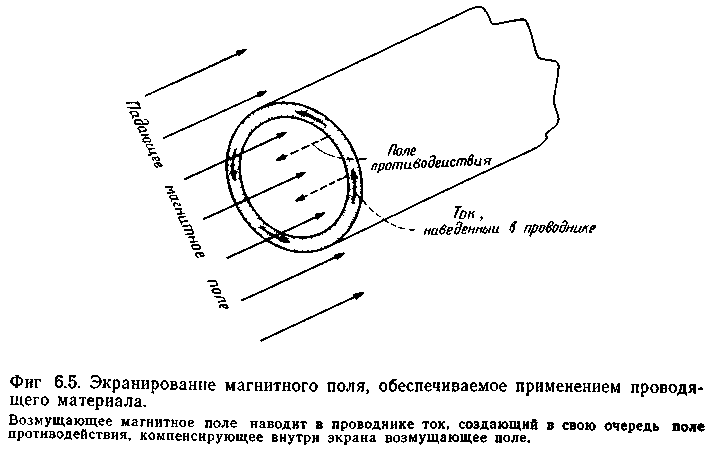 Падающее
магнитное
поле
Поле
противодействия
Ток,
наведенный в проводнике
Фиг 6.5. Экранирование магнитного поля, обеспечиваемое применением проводя-
щего материала.
Возмущающее магнитное поле наводит в проводнике ток, создающий в свою очередь поле
противодействия, компенсирующее внутри экрана возмущающее поле.